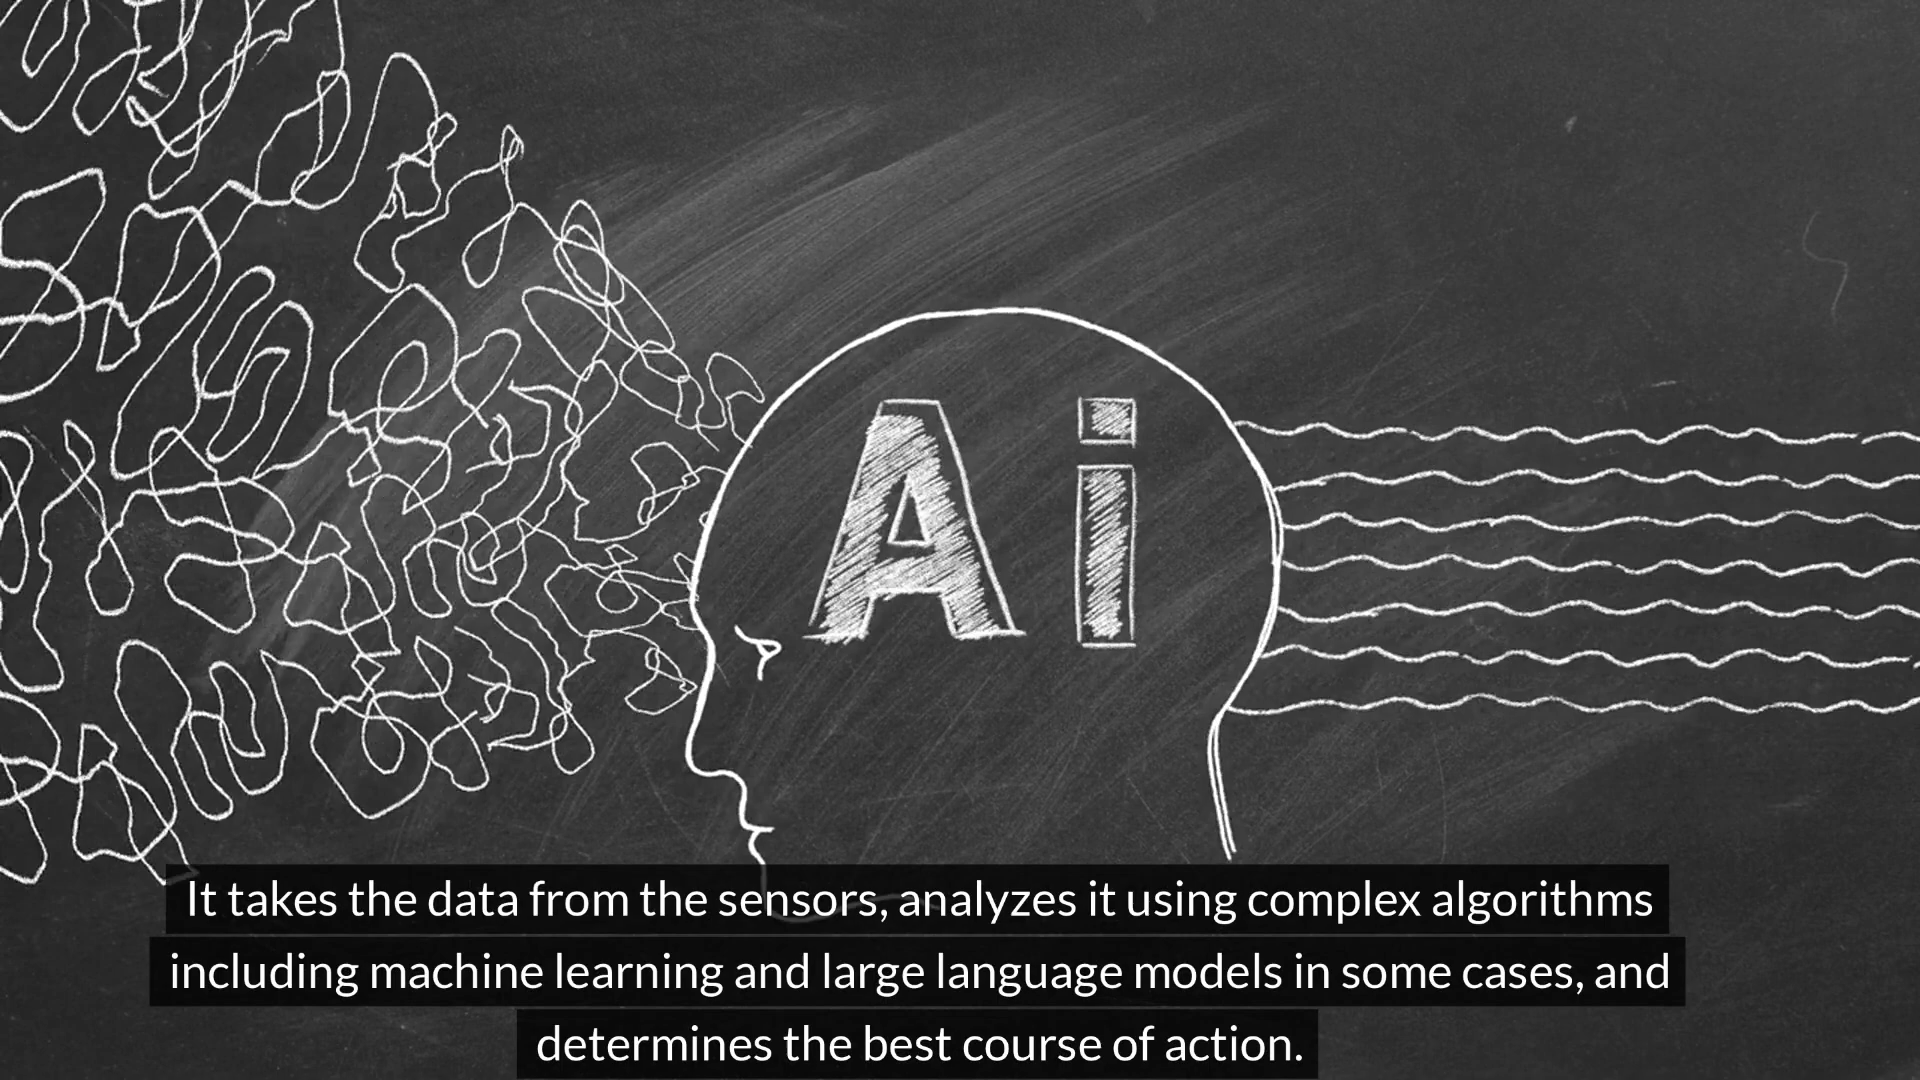 Ai
It takes the data from the sensors, analyzes it using complex algorithms
including machine learning and large language models in some cases, and
determines the best course of action.